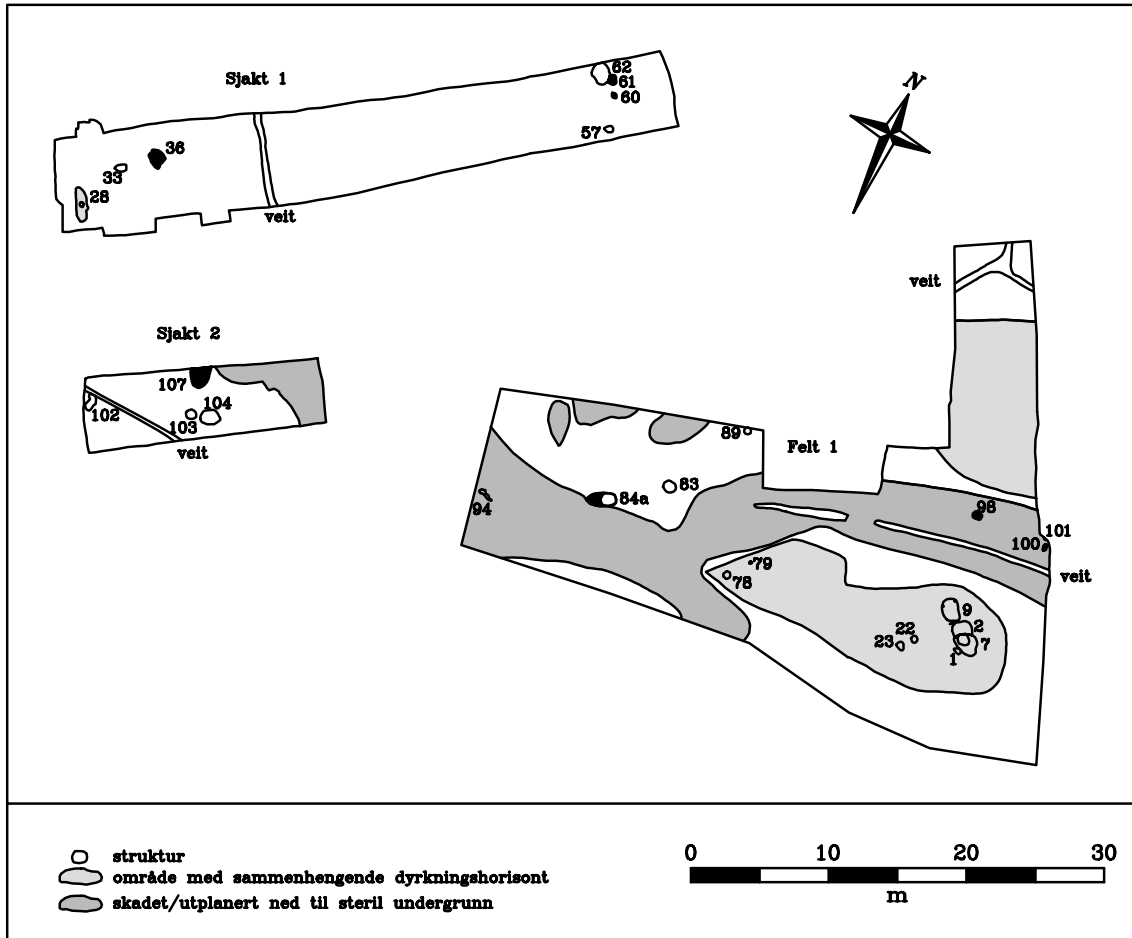 Sjakt 1
62
61
60
57
36
33
28
veit
N
veit
Sjakt 2
107
104
103
102
veit
Felt 1
89
83
84a
94
98
101
100
veit
79
78
9
2
22
23
7
1
struktur
område med sammenhengende dyrkningshorisont
skadet/utplanert ned til steril undergrunn
0 10 20 30
m